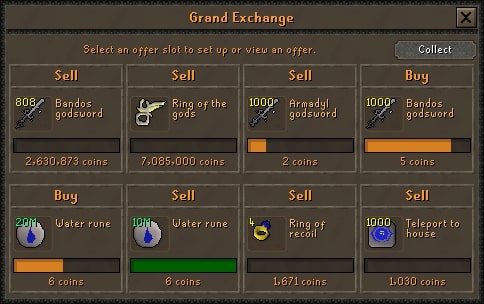 Grand Exchange
Select an offer slot to set up or view an offer.
Collect
Sell
808
Bandos
godsword
2,630,873 coins
Sell
Ring of the
gods
7,085,000 coins
Sell
1000
Armadyl
godsword
2 coins
Buy
1000
Bandos
godsword
5 coins
Buy
20M
Water rune
6 coins
Sell
10M
Water rune
6 coins
Sell
4
Ring of
recoil
1,671 coins
Sell
1000
Teleport to
house
1,030 coins